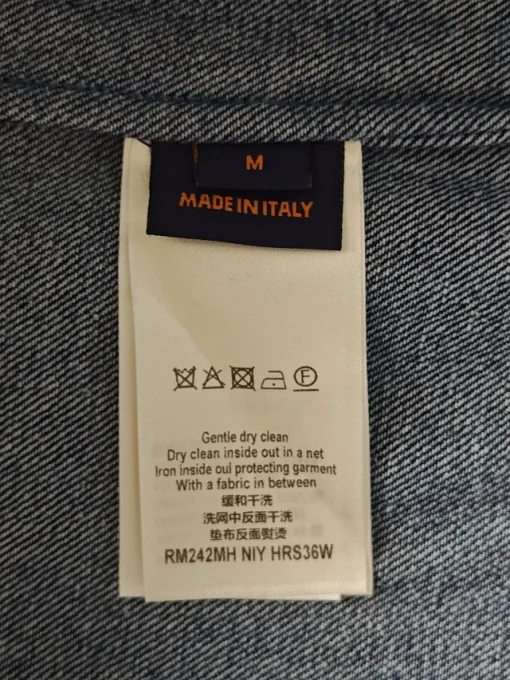 M
MADE IN ITALY
F
Gentle dry clean
Dry clean inside out in a net
Iron inside oul protecting garment
With a fabric in between
缓和干洗
洗网中反面干洗
垫布反面熨烫
RM242MH NIY HRS36W